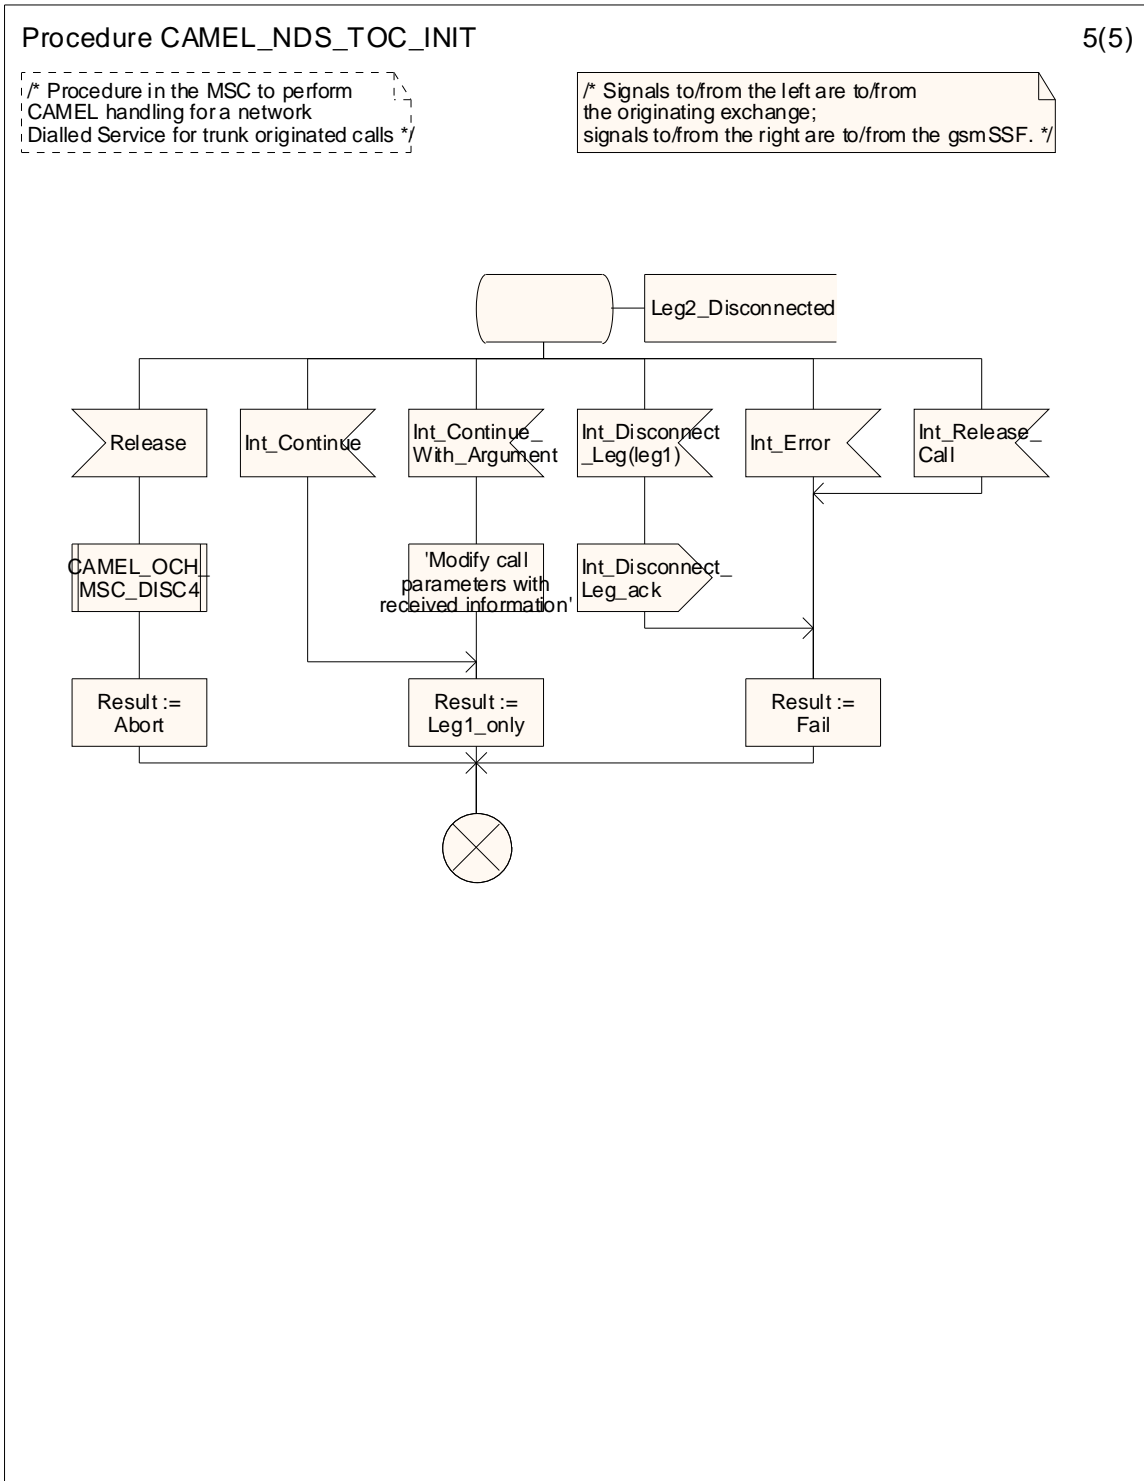 Procedure CAMEL_NDS_TOC_INIT
5(5)
/* Procedure in the MSC to perform
CAMEL handling for a network
Dialled Service for trunk originated calls */
/* Signals to/from the left are to/from
the originating exchange;
signals to/from the right are to/from the gsmSSF. */
Leg2_Disconnected
Release
Int_Continue
Int_Continue_
With_Argument
Int_Disconnect
_Leg(leg1)
Int_Error
Int_Release_
Call
CAMEL_OCH_
MSC_DISC4
'Modify call
parameters with
received information'
Int_Disconnect_
Leg_ack
Result :=
Abort
Result :=
Leg1_only
Result :=
Fail